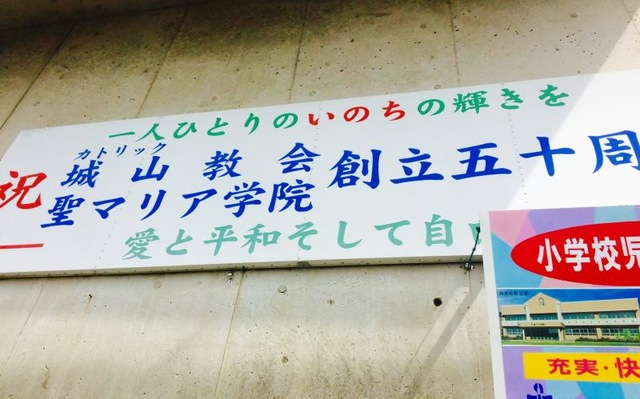 一人ひとりのいのちの輝きを
祝
カトリック
城山教会
聖マリア学院
創立五十周
愛と平和そして自
小学校児
充実・快